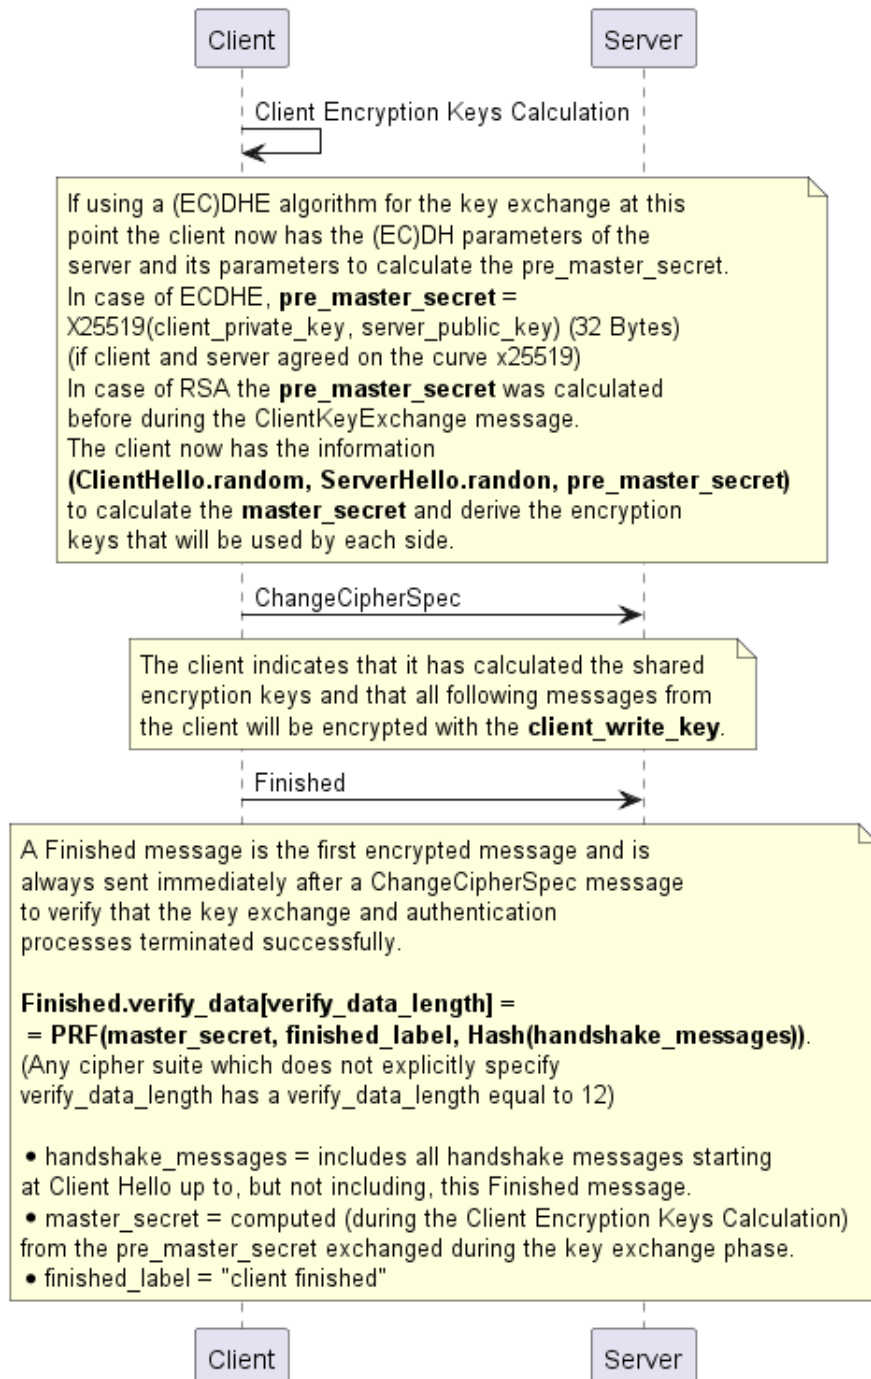 Client Server
Client Encryption Keys Calculation
If using a (EC)DHE algorithm for the key exchange at this
point the client now has the (EC)DH parameters of the
server and its parameters to calculate the pre_master_secret.
In case of ECDHE, pre_master_secret =
X25519(client_private_key, server_public_key) (32 Bytes)
(if client and server agreed on the curve x25519)
In case of RSA the pre_master_secret was calculated
before during the ClientKeyExchange message.
The client now has the information
(ClientHello.random, ServerHello.randon, pre_master_secret)
to calculate the master_secret and derive the encryption
keys that will be used by each side.
ChangeCipherSpec
The client indicates that it has calculated the shared
encryption keys and that all following messages from
the client will be encrypted with the client_write_key.
Finished
A Finished message is the first encrypted message and is
always sent immediately after a ChangeCipherSpec message
to verify that the key exchange and authentication
processes terminated successfully.
Finished.verify_data[verify_data_length] =
= PRF(master_secret, finished_label, Hash(handshake_messages)).
(Any cipher suite which does not explicitly specify
verify_data_length has a verify_data_length equal to 12)
• handshake_messages = includes all handshake messages starting
at Client Hello up to, but not including, this Finished message.
• master_secret = computed (during the Client Encryption Keys Calculation)
from the pre_master_secret exchanged during the key exchange phase.
• finished_label = "client finished"
Client Server